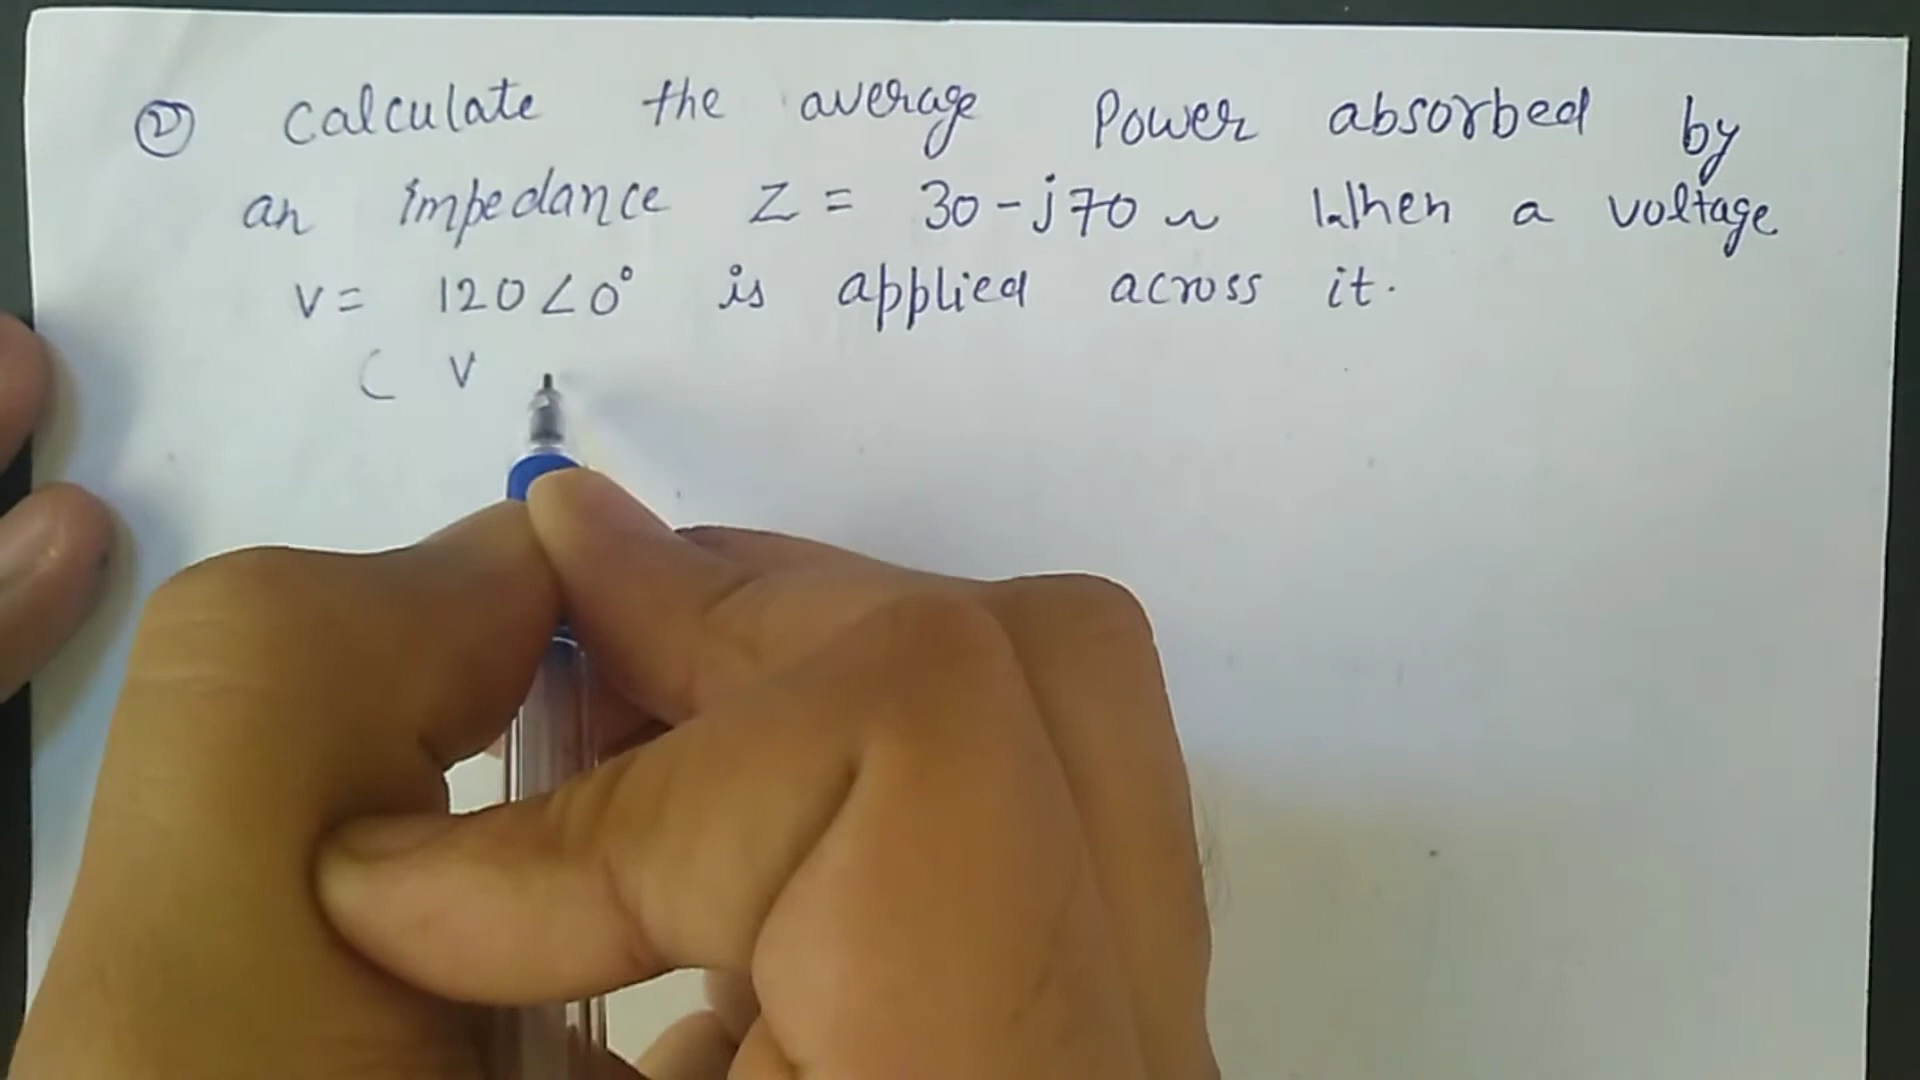 ② Calculate the average Power absorbed by
an impedance Z = 30 - j70 ~ When a voltage
V = 120∠0° is applied across it.
( V